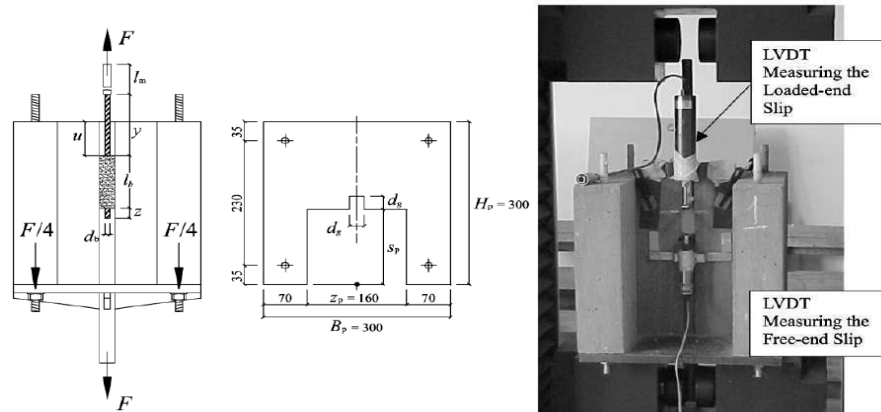 F
l_m
u
y
l_b
z
F/4
d_b
F/4
F
35
230
35
d_g
d_g
s_p
H_p = 300
70
z_p = 160
70
B_p = 300
LVDT
Measuring the
Loaded-end
Slip
LVDT
Measuring the
Free-end Slip